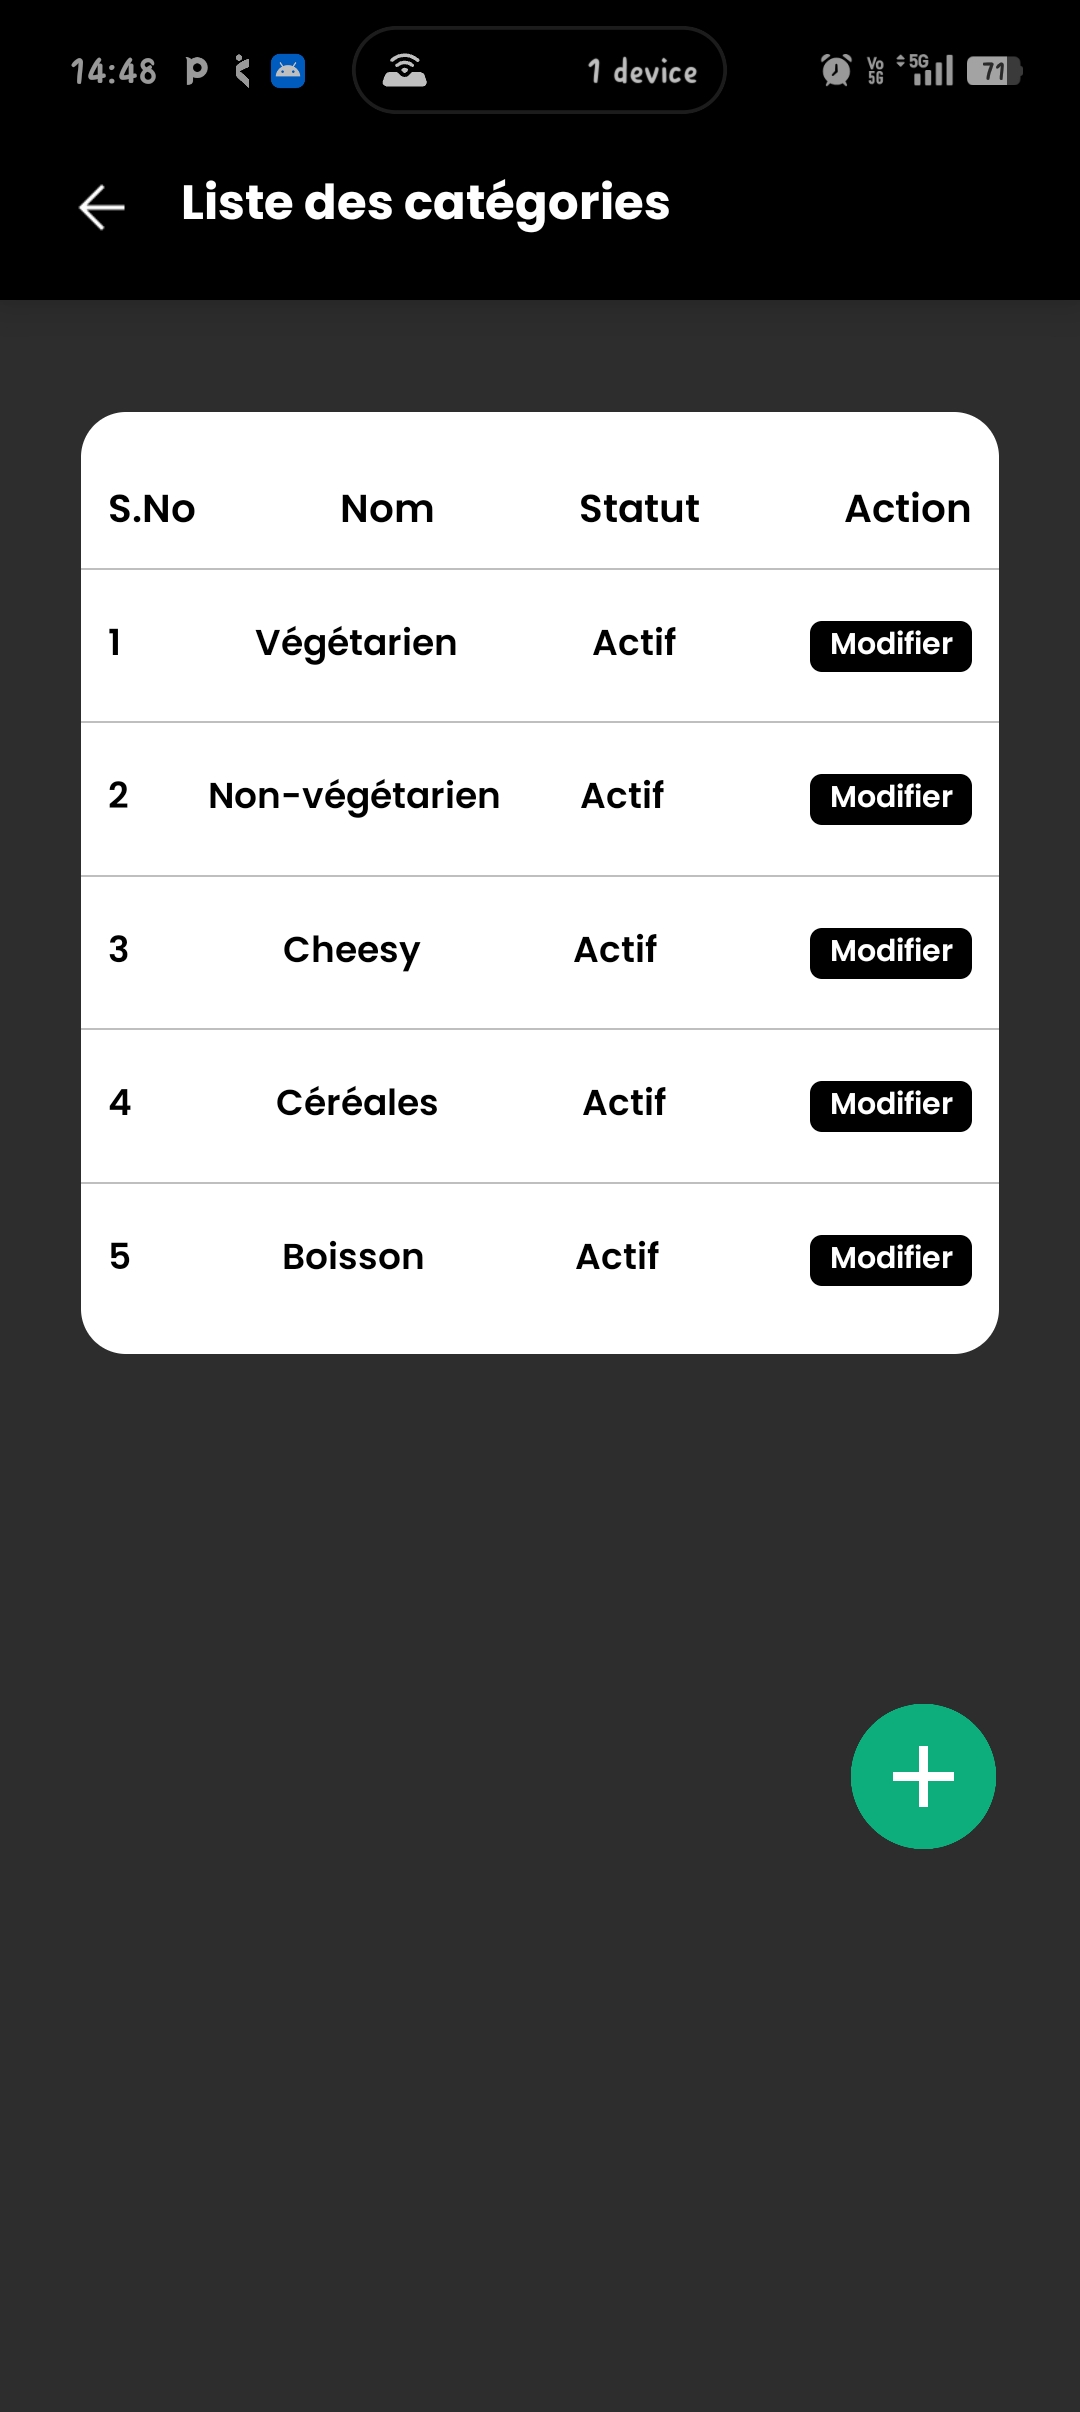 14:48
1 device
Vo 5G
5G
71
Liste des catégories
S.No Nom Statut Action
1 Végétarien Actif Modifier
2 Non-végétarien Actif Modifier
3 Cheesy Actif Modifier
4 Céréales Actif Modifier
5 Boisson Actif Modifier